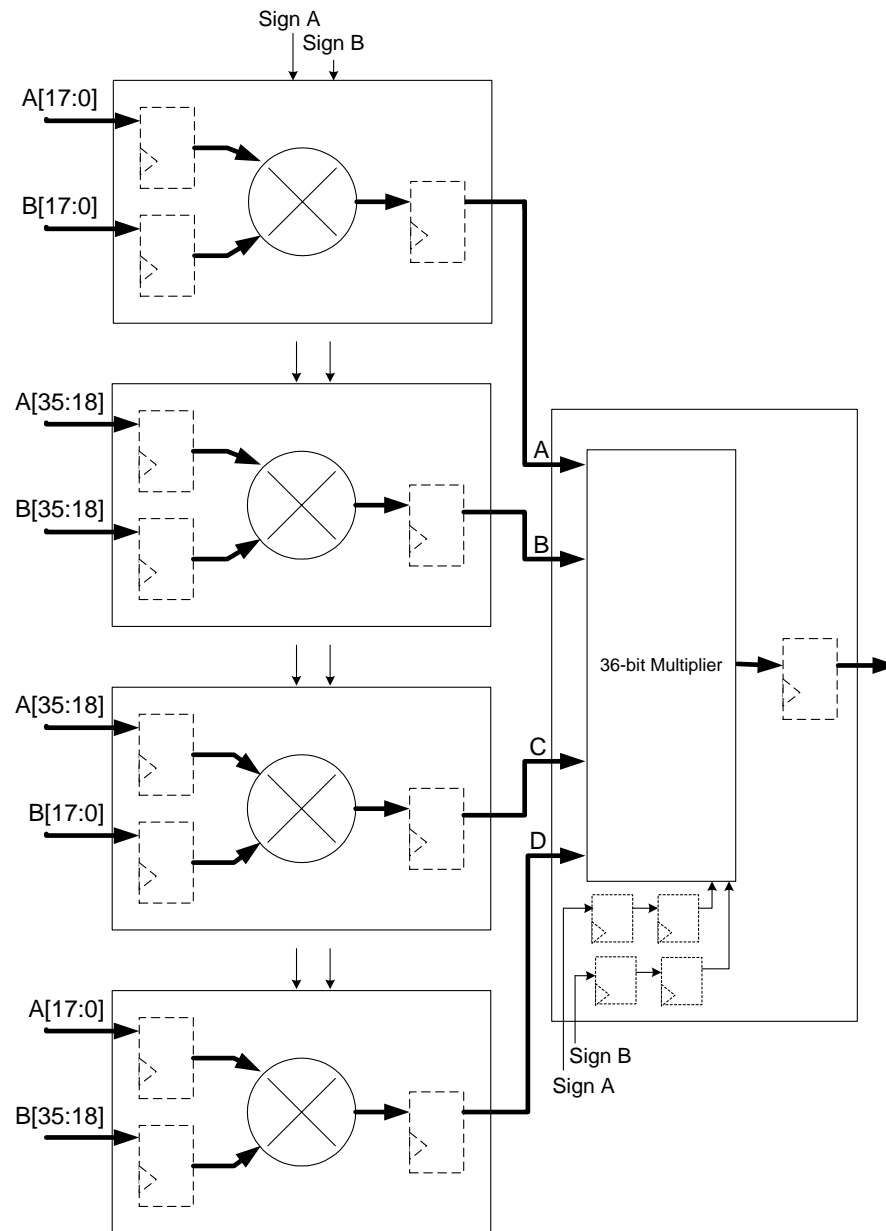 Sign A
Sign B
A[17:0]
B[17:0]
A[35:18]
A
B[35:18]
B
36-bit Multiplier
A[35:18]
C
B[17:0]
D
A[17:0]
Sign B
Sign A
B[35:18]